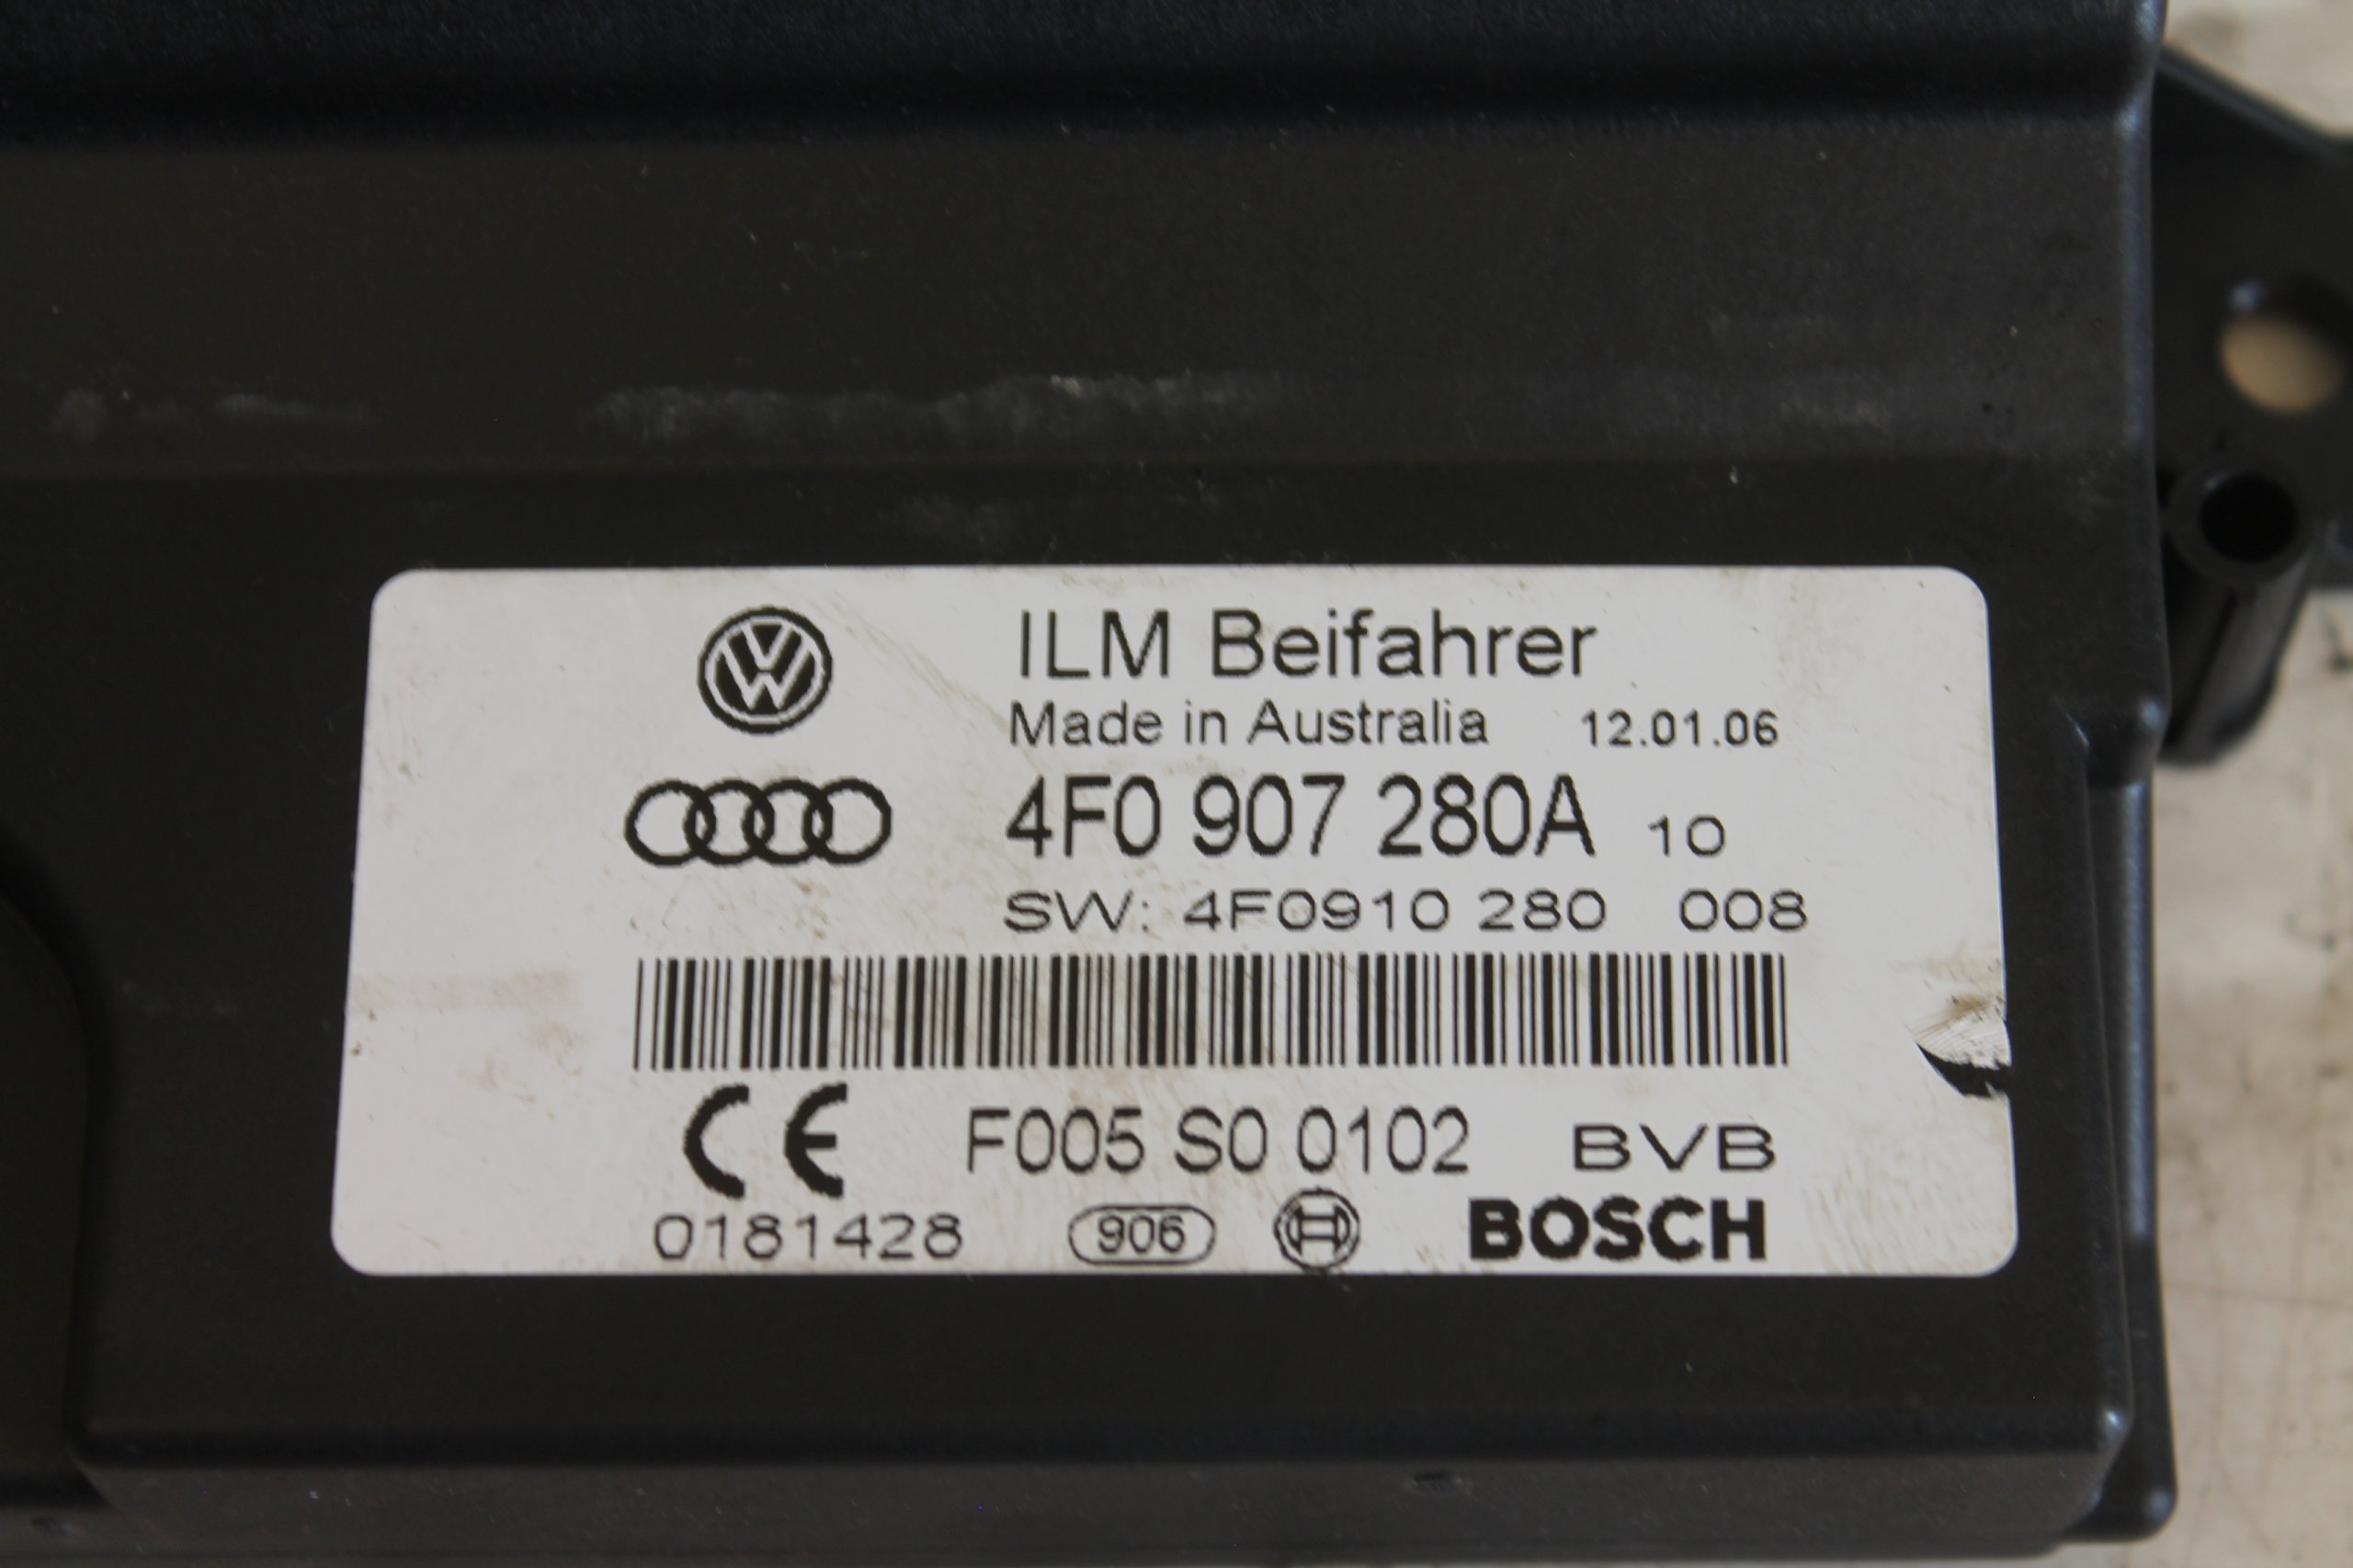 ILM Beifahrer
Made in Australia 12.01.06
4F0 907 280A 10
SW: 4F0910 280 008
CE F005 S0 0102 BVB
0181428 906 BOSCH